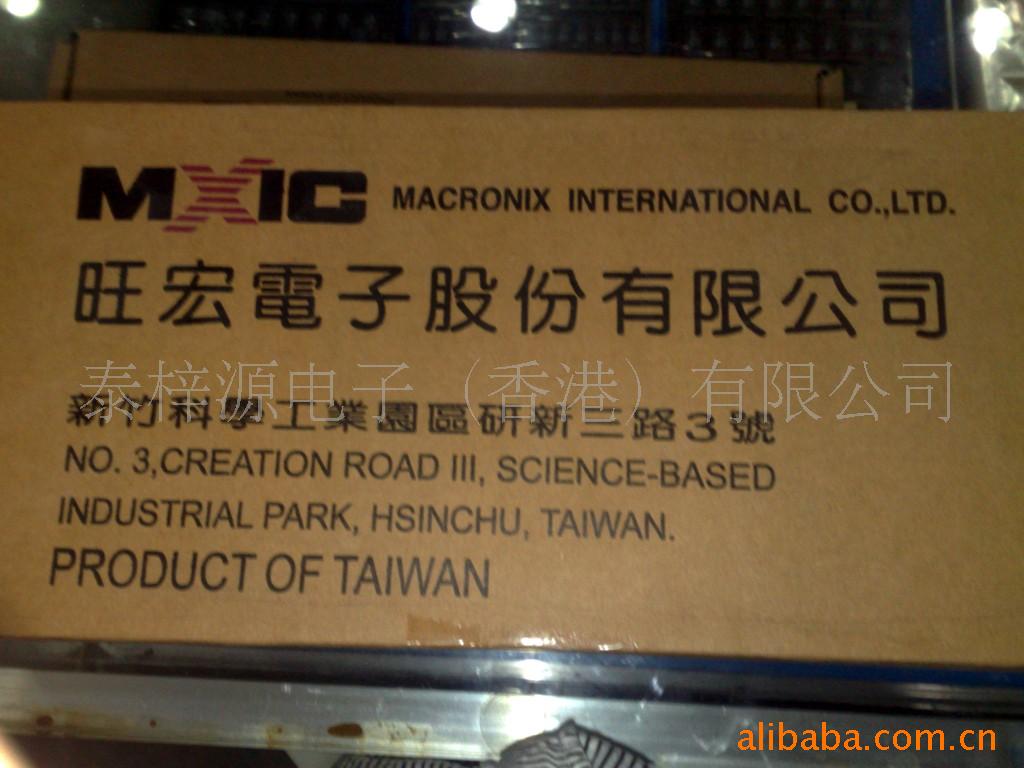 MXIC MACRONIX INTERNATIONAL CO.,LTD.
旺宏電子股份有限公司
泰梓源电子（香港）有限公司
新竹科學工業園區研新三路3號
NO. 3,CREATION ROAD III, SCIENCE-BASED
INDUSTRIAL PARK, HSINCHU, TAIWAN.
PRODUCT OF TAIWAN
alibaba.com.cn